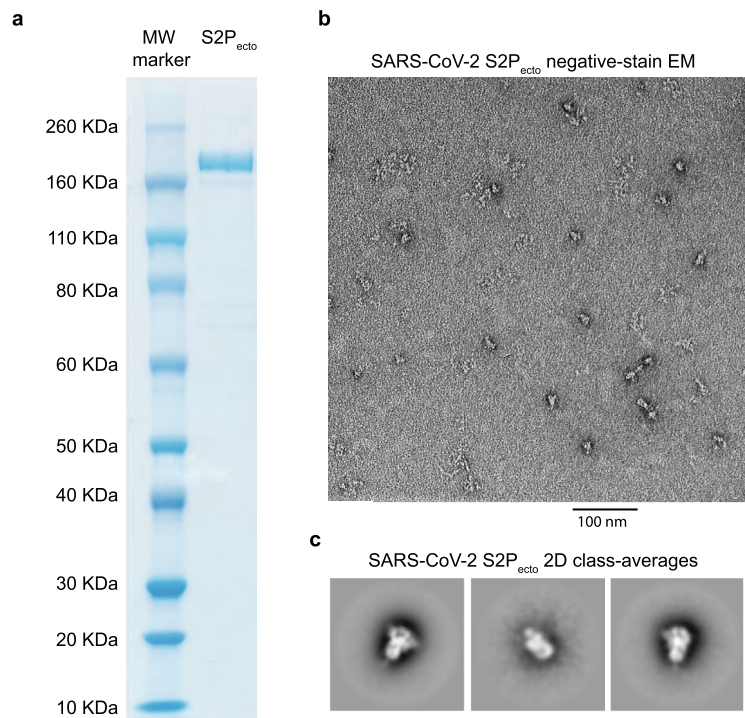 a
MW
marker
S2Pecto
260 KDa
160 KDa
110 KDa
80 KDa
60 KDa
50 KDa
40 KDa
30 KDa
20 KDa
10 KDa
b
SARS-CoV-2 S2Pecto negative-stain EM
100 nm
c
SARS-CoV-2 S2Pecto 2D class-averages